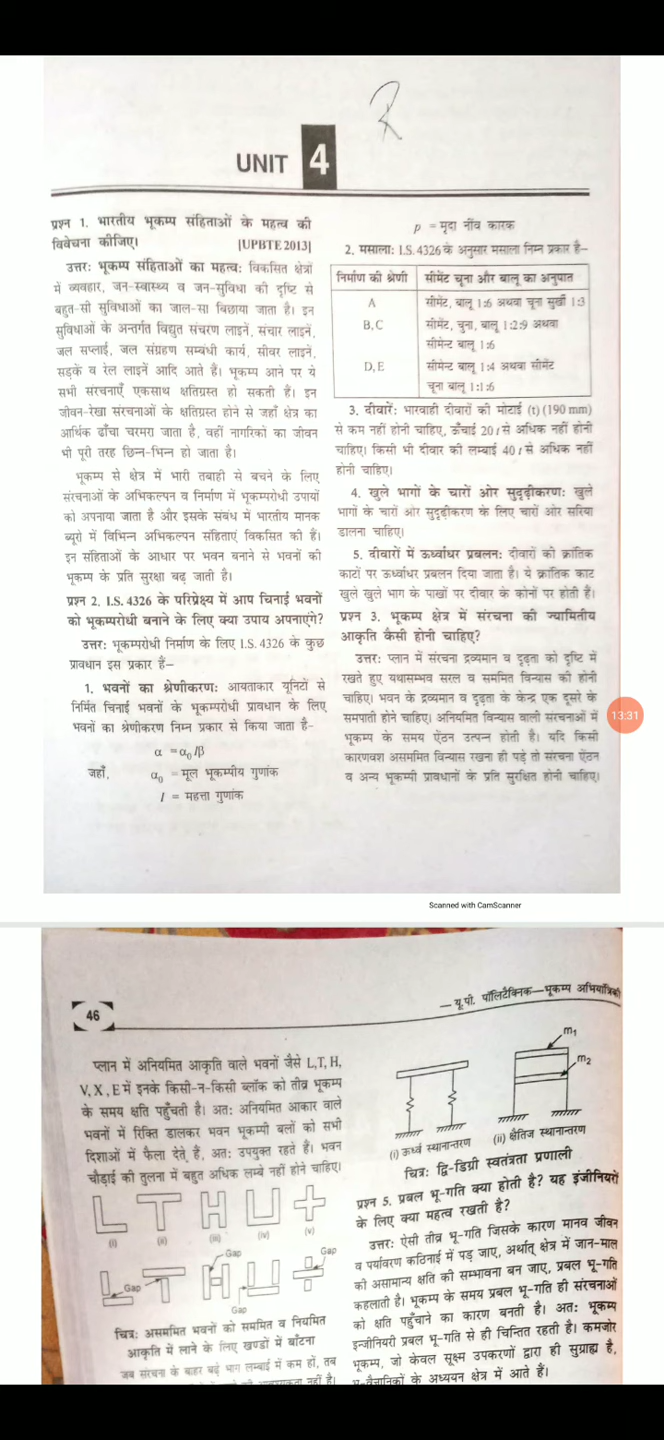 R
UNIT 4
प्रश्न 1. भारतीय भूकम्प संहिताओं के महत्व की
विवेचना कीजिए। [UPBTE 2013]
उत्तरः भूकम्प संहिताओं का महत्वः विकसित क्षेत्रों
में व्यवहार, जन-स्वास्थ्य व जन-सुविधा की दृष्टि से
बहुत-सी सुविधाओं का जाल-सा बिछाया जाता है। इन
सुविधाओं के अन्तर्गत विद्युत संचरण लाइनें, संचार लाइनें,
जल सप्लाई, जल संग्रहण सम्बंधी कार्य, सीवर लाइनें,
सड़कें व रेल लाइनें आदि आते हैं। भूकम्प आने पर ये
सभी संरचनाएँ एकसाथ क्षतिग्रस्त हो सकती हैं। इन
जीवन-रेखा संरचनाओं के क्षतिग्रस्त होने से जहाँ क्षेत्र का
आर्थिक ढाँचा चरमरा जाता है, वहीं नागरिकों का जीवन
भी पूरी तरह छिन्न-भिन्न हो जाता है।
भूकम्प से क्षेत्र में भारी तबाही से बचने के लिए
संरचनाओं के अभिकल्पन व निर्माण में भूकम्परोधी उपायों
को अपनाया जाता है और इसके संबंध में भारतीय मानक
ब्यूरो में विभिन्न अभिकल्पन संहिताएं विकसित की हैं।
इन संहिताओं के आधार पर भवन बनाने से भवनों की
भूकम्प के प्रति सुरक्षा बढ़ जाती है।
प्रश्न 2. I.S. 4326 के परिप्रेक्ष्य में आप चिनाई भवनों
को भूकम्परोधी बनाने के लिए क्या उपाय अपनाएंगे?
उत्तरः भूकम्परोधी निर्माण के लिए I.S. 4326 के कुछ
प्रावधान इस प्रकार हैं–
1. भवनों का श्रेणीकरणः आयताकार यूनिटों से
निर्मित चिनाई भवनों के भूकम्परोधी प्रावधान के लिए
भवनों का श्रेणीकरण निम्न प्रकार से किया जाता है–
α = α₀ Iβ
जहाँ, α₀ = मूल भूकम्पीय गुणांक
I = महत्ता गुणांक
p = मृदा नींव कारक
2. मसालाः I.S. 4326 के अनुसार मसाला निम्न प्रकार है–
निर्माण की श्रेणी सीमेंट चूना और बालू का अनुपात
A सीमेंट, बालू 1:6 अथवा चूना सुर्खी 1:3
B, C सीमेंट, चुना, बालू 1:2:9 अथवा
सीमेन्ट बालू 1:6
D, E सीमेन्ट बालू 1:4 अथवा सीमेंट
चूना बालू 1:1:6
3. दीवारेंः भारवाही दीवारों की मोटाई (t) (190 mm)
से कम नहीं होनी चाहिए, ऊँचाई 20 t से अधिक नहीं होनी
चाहिए। किसी भी दीवार की लम्बाई 40 t से अधिक नहीं
होनी चाहिए।
4. खुले भागों के चारों ओर सुदृढ़ीकरणः खुले
भागों के चारों ओर सुदृढ़ीकरण के लिए चारों ओर सरिया
डालना चाहिए।
5. दीवारों में ऊर्ध्वाधर प्रबलनः दीवारों को क्रांतिक
काटों पर ऊर्ध्वाधर प्रबलन दिया जाता है। ये क्रांतिक काट
खुले खुले भाग के पाखों पर दीवार के कोनों पर होती हैं।
प्रश्न 3. भूकम्प क्षेत्र में संरचना की ज्यामितीय
आकृति कैसी होनी चाहिए?
उत्तरः प्लान में संरचना द्रव्यमान व दृढ़ता को दृष्टि में
रखते हुए यथासम्भव सरल व सममित विन्यास की होनी
चाहिए। भवन के द्रव्यमान व दृढ़ता के केन्द्र एक दूसरे के
समपाती होने चाहिए। अनियमित विन्यास वाली संरचनाओं में
भूकम्प के समय ऐंठन उत्पन्न होती है। यदि किसी
कारणवश असममित विन्यास रखना ही पड़े तो संरचना ऐंठन
व अन्य भूकम्पी प्रावधानों के प्रति सुरक्षित होनी चाहिए।
13:31
Scanned with CamScanner
46
—यू.पी. पॉलिटैक्निक—भूकम्प अभियांत्रिकी
प्लान में अनियमित आकृति वाले भवनों जैसे L, T, H,
V, X, E में इनके किसी-न-किसी ब्लॉक को तीव्र भूकम्प
के समय क्षति पहुँचती है। अतः अनियमित आकार वाले
भवनों में रिक्ति डालकर भवन भूकम्पी बलों को सभी
दिशाओं में फैला देते हैं, अतः उपयुक्त रहते हैं। भवन
चौड़ाई की तुलना में बहुत अधिक लम्बे नहीं होने चाहिए।
(i) (ii) (iii) (iv) (v)
Gap Gap
Gap
Gap
चित्रः असममित भवनों को सममित व नियमित
आकृति में लाने के लिए खण्डों में बाँटना
जब संरचना के बाहर बढ़े भाग लम्बाई में कम हों, तब
आवश्यकता नहीं है।
m₁
m₂
(i) ऊर्ध्व स्थानान्तरण (ii) क्षैतिज स्थानान्तरण
चित्रः द्वि-डिग्री स्वतंत्रता प्रणाली
प्रश्न 5. प्रबल भू-गति क्या होती है? यह इंजीनियरों
के लिए क्या महत्व रखती है?
उत्तरः ऐसी तीव्र भू-गति जिसके कारण मानव जीवन
व पर्यावरण कठिनाई में पड़ जाए, अर्थात् क्षेत्र में जान-माल
की असामान्य क्षति की सम्भावना बन जाए, प्रबल भू-गति
कहलाती है। भूकम्प के समय प्रबल भू-गति ही संरचनाओं
को क्षति पहुँचाने का कारण बनती है। अतः भूकम्प
इन्जीनियरी प्रबल भू-गति से ही चिन्तित रहती है। कमजोर
भूकम्प, जो केवल सूक्ष्म उपकरणों द्वारा ही सुग्राह्य है,
भू-वैज्ञानिकों के अध्ययन क्षेत्र में आते हैं।